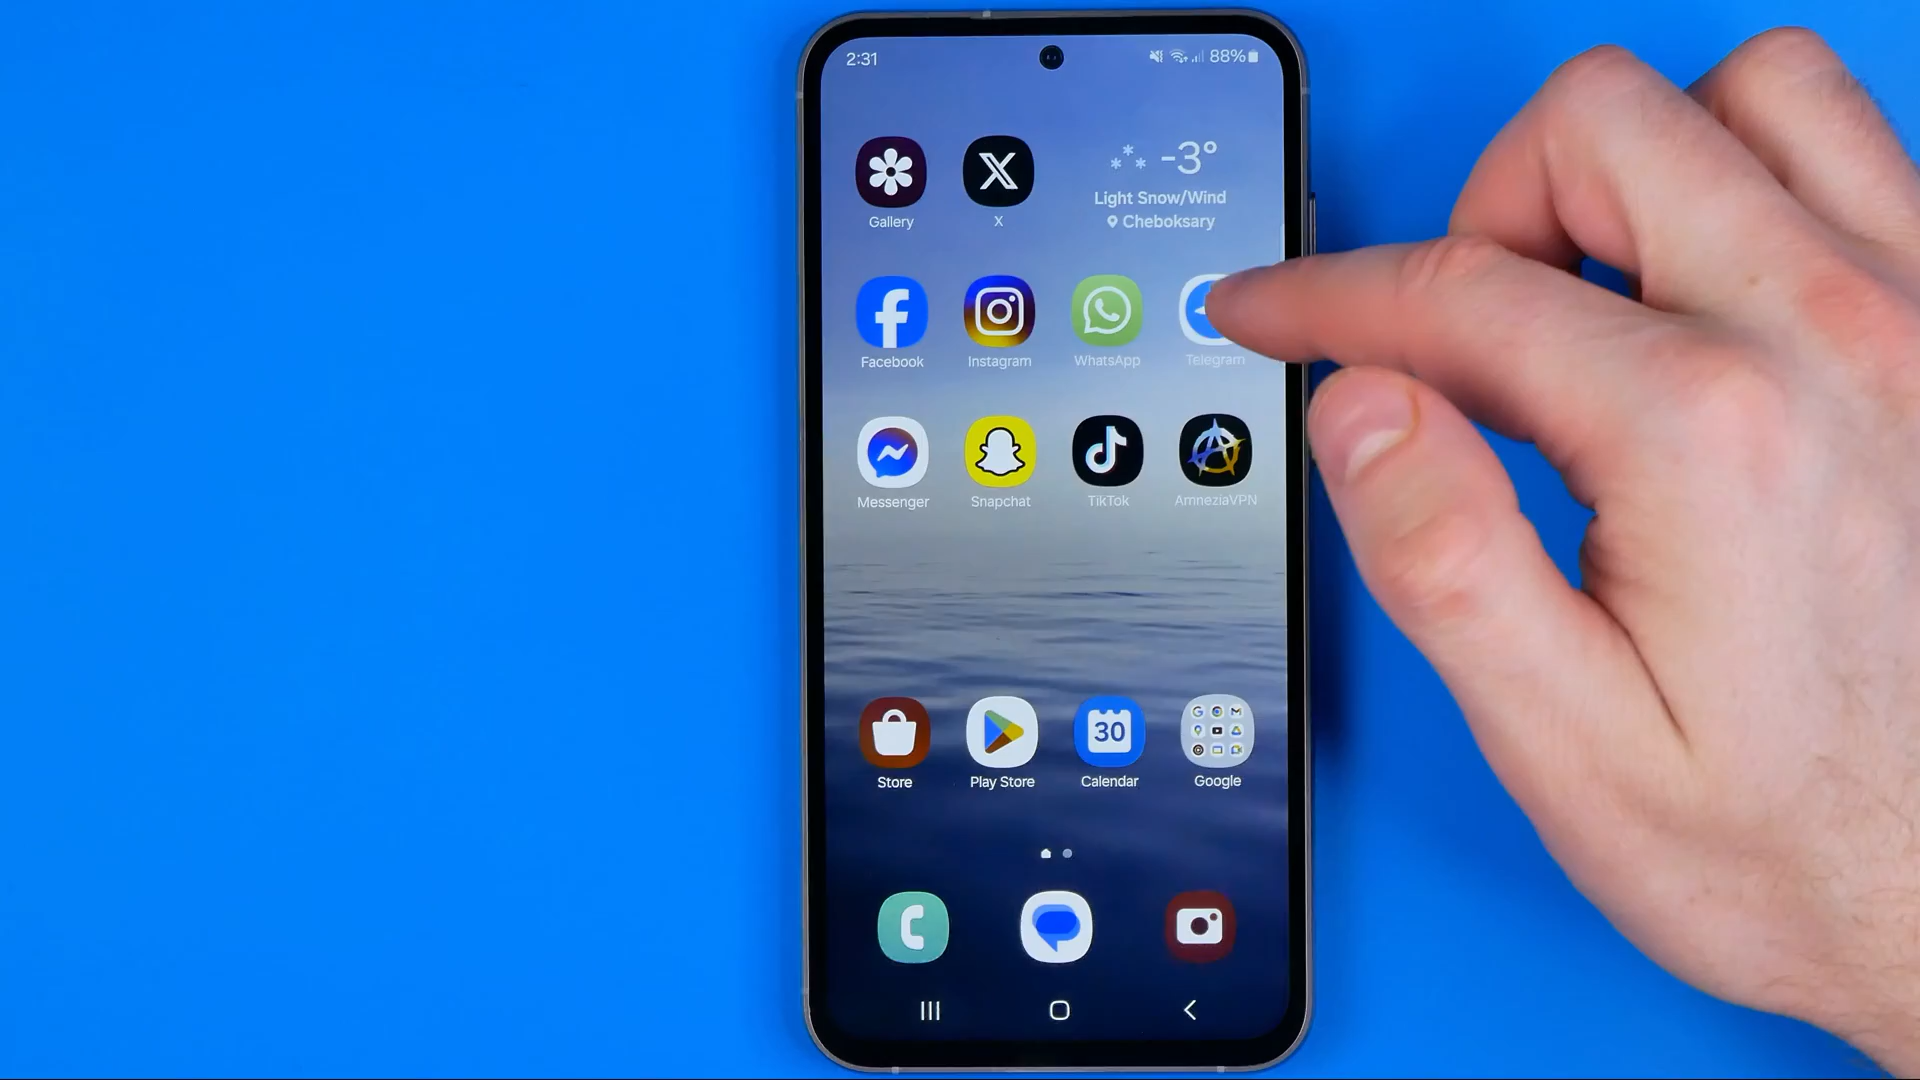 2:31
88%
-3°
Light Snow/Wind
Cheboksary
Gallery
X
Facebook
Instagram
WhatsApp
Telegram
Messenger
Snapchat
TikTok
AmneziaVPN
30
Store
Play Store
Calendar
Google